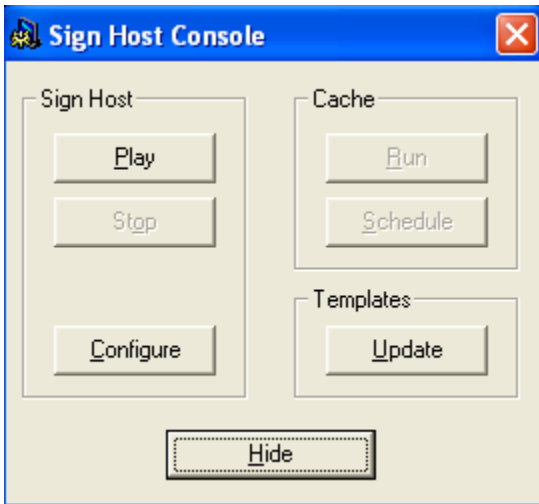 Sign Host Console
Sign Host
Play
Stop
Configure
Cache
Run
Schedule
Templates
Update
Hide